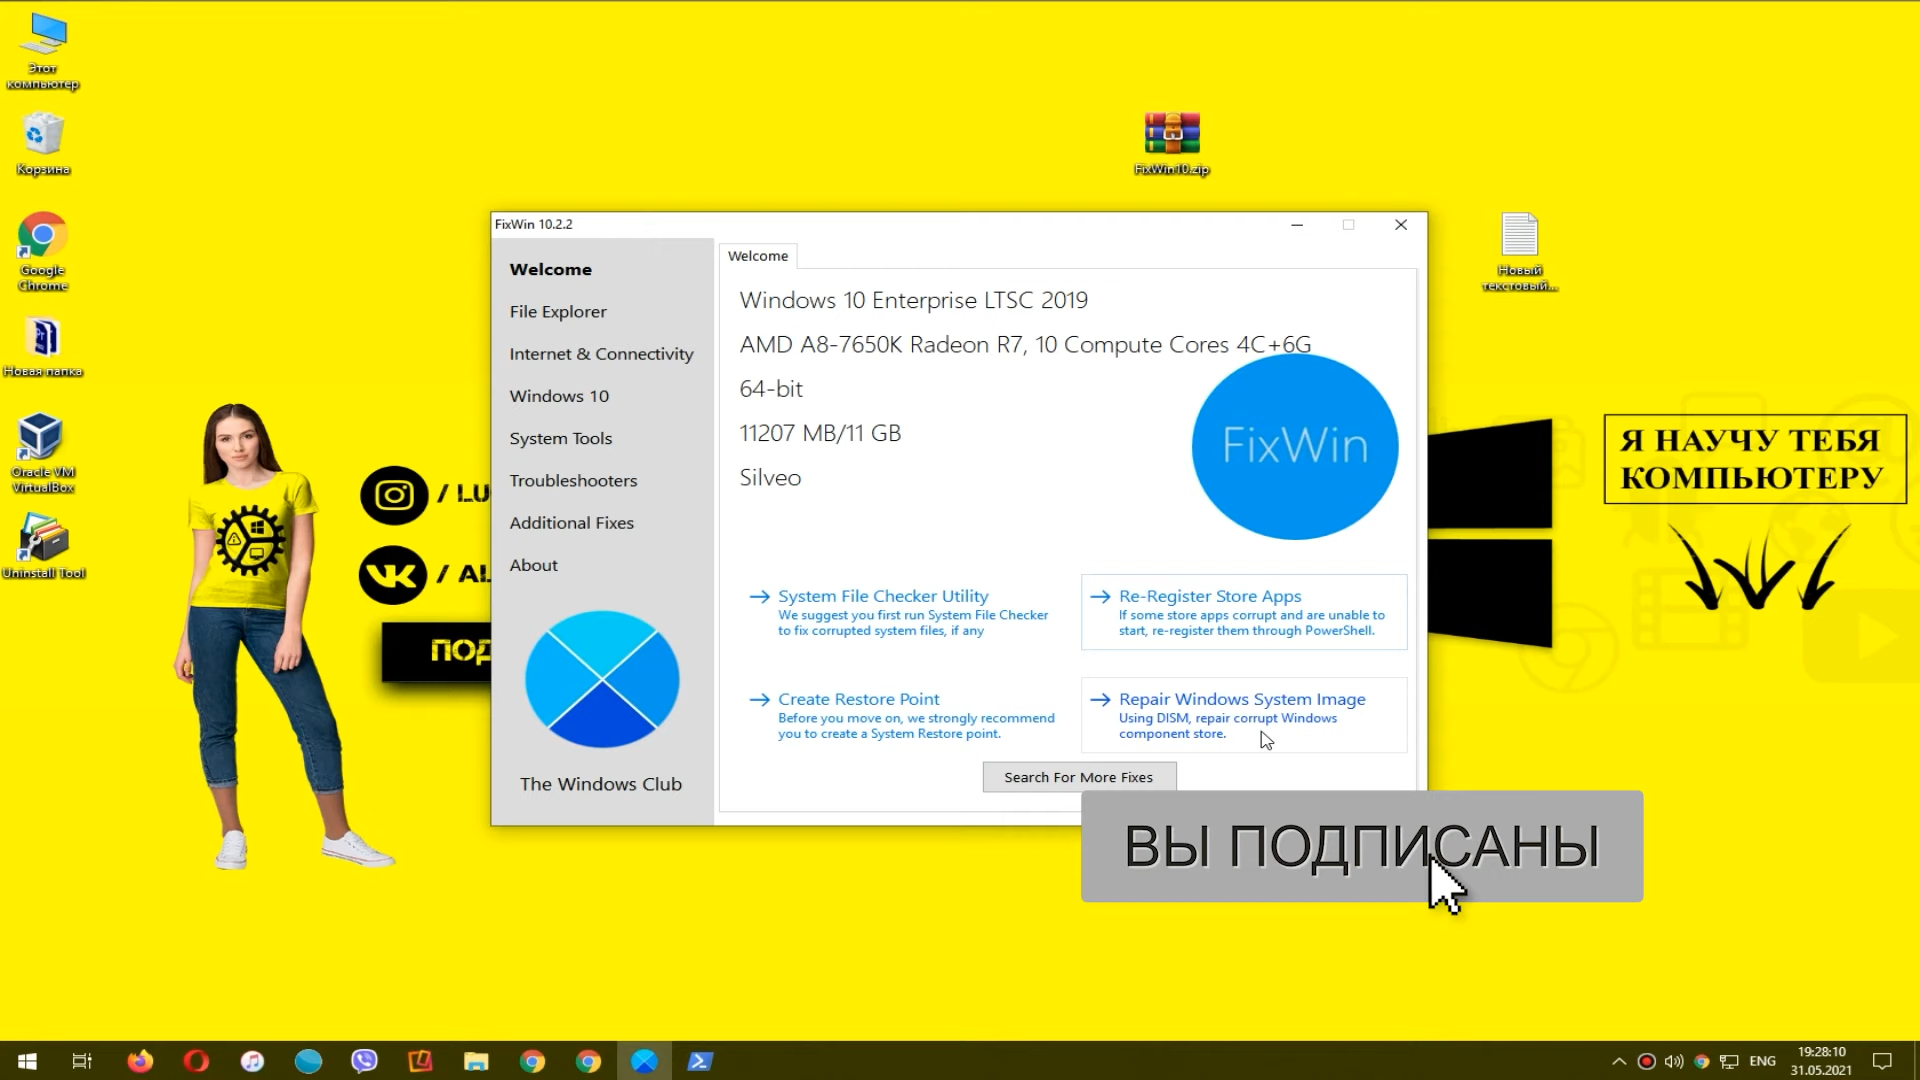 Этот
компьютер
Корзина
Google
Chrome
Новая папка
Oracle VM
VirtualBox
Uninstall Tool
FixWin10.zip
Новый
текстовый...
/ LU
/ AL
ПОД
Я НАУЧУ ТЕБЯ
КОМПЬЮТЕРУ
FixWin 10.2.2
Welcome
File Explorer
Internet & Connectivity
Windows 10
System Tools
Troubleshooters
Additional Fixes
About
The Windows Club
Welcome
Windows 10 Enterprise LTSC 2019
AMD A8-7650K Radeon R7, 10 Compute Cores 4C+6G
64-bit
11207 MB/11 GB
Silveo
FixWin
System File Checker Utility
We suggest you first run System File Checker
to fix corrupted system files, if any
Re-Register Store Apps
If some store apps corrupt and are unable to
start, re-register them through PowerShell.
Create Restore Point
Before you move on, we strongly recommend
you to create a System Restore point.
Repair Windows System Image
Using DISM, repair corrupt Windows
component store.
Search For More Fixes
ВЫ ПОДПИСАНЫ
ENG
19:28:10
31.05.2021